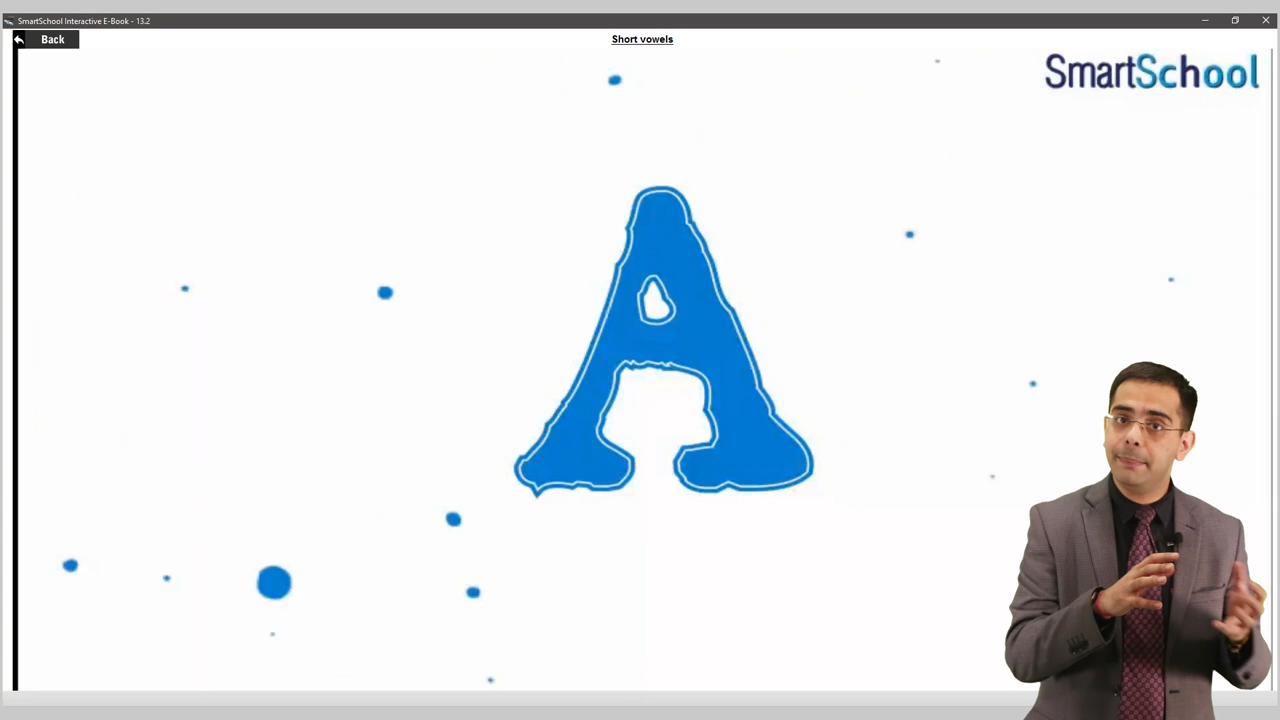 SmartSchool Interactive E-Book - 13.2
Back
Short vowels
SmartSchool
A